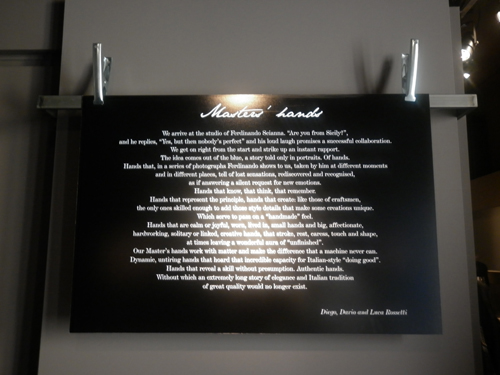 Masters' hands
We arrive at the studio of Ferdinando Scianna. "Are you from Sicily?",
and he replies, "Yes, but then nobody's perfect" and his loud laugh promises a successful collaboration.
We get on right from the start and strike up an instant rapport.
The idea comes out of the blue, a story told only in portraits. Of hands.
Hands that, in a series of photographs Ferdinando shows to us, taken by him at different moments
and in different places, tell of lost sensations, rediscovered and recognised,
as if answering a silent request for new emotions.
Hands that know, that think, that remember.
Hands that represent the principle, hands that create: like those of craftsmen,
the only ones skilled enough to add those style details that make some creations unique.
Which serve to pass on a "handmade" feel.
Hands that are calm or joyful, worn, lived in, small hands and big, affectionate,
hardworking, solitary or linked, creative hands, that stroke, rest, caress, touch and shape,
at times leaving a wonderful aura of "unfinished".
Our Master's hands work with matter and make the difference that a machine never can.
Dynamic, untiring hands that hoard that incredible capacity for Italian-style "doing good".
Hands that reveal a skill without presumption. Authentic hands.
Without which an extremely long story of elegance and Italian tradition
of great quality would no longer exist.
Diego, Dario and Luca Rossetti